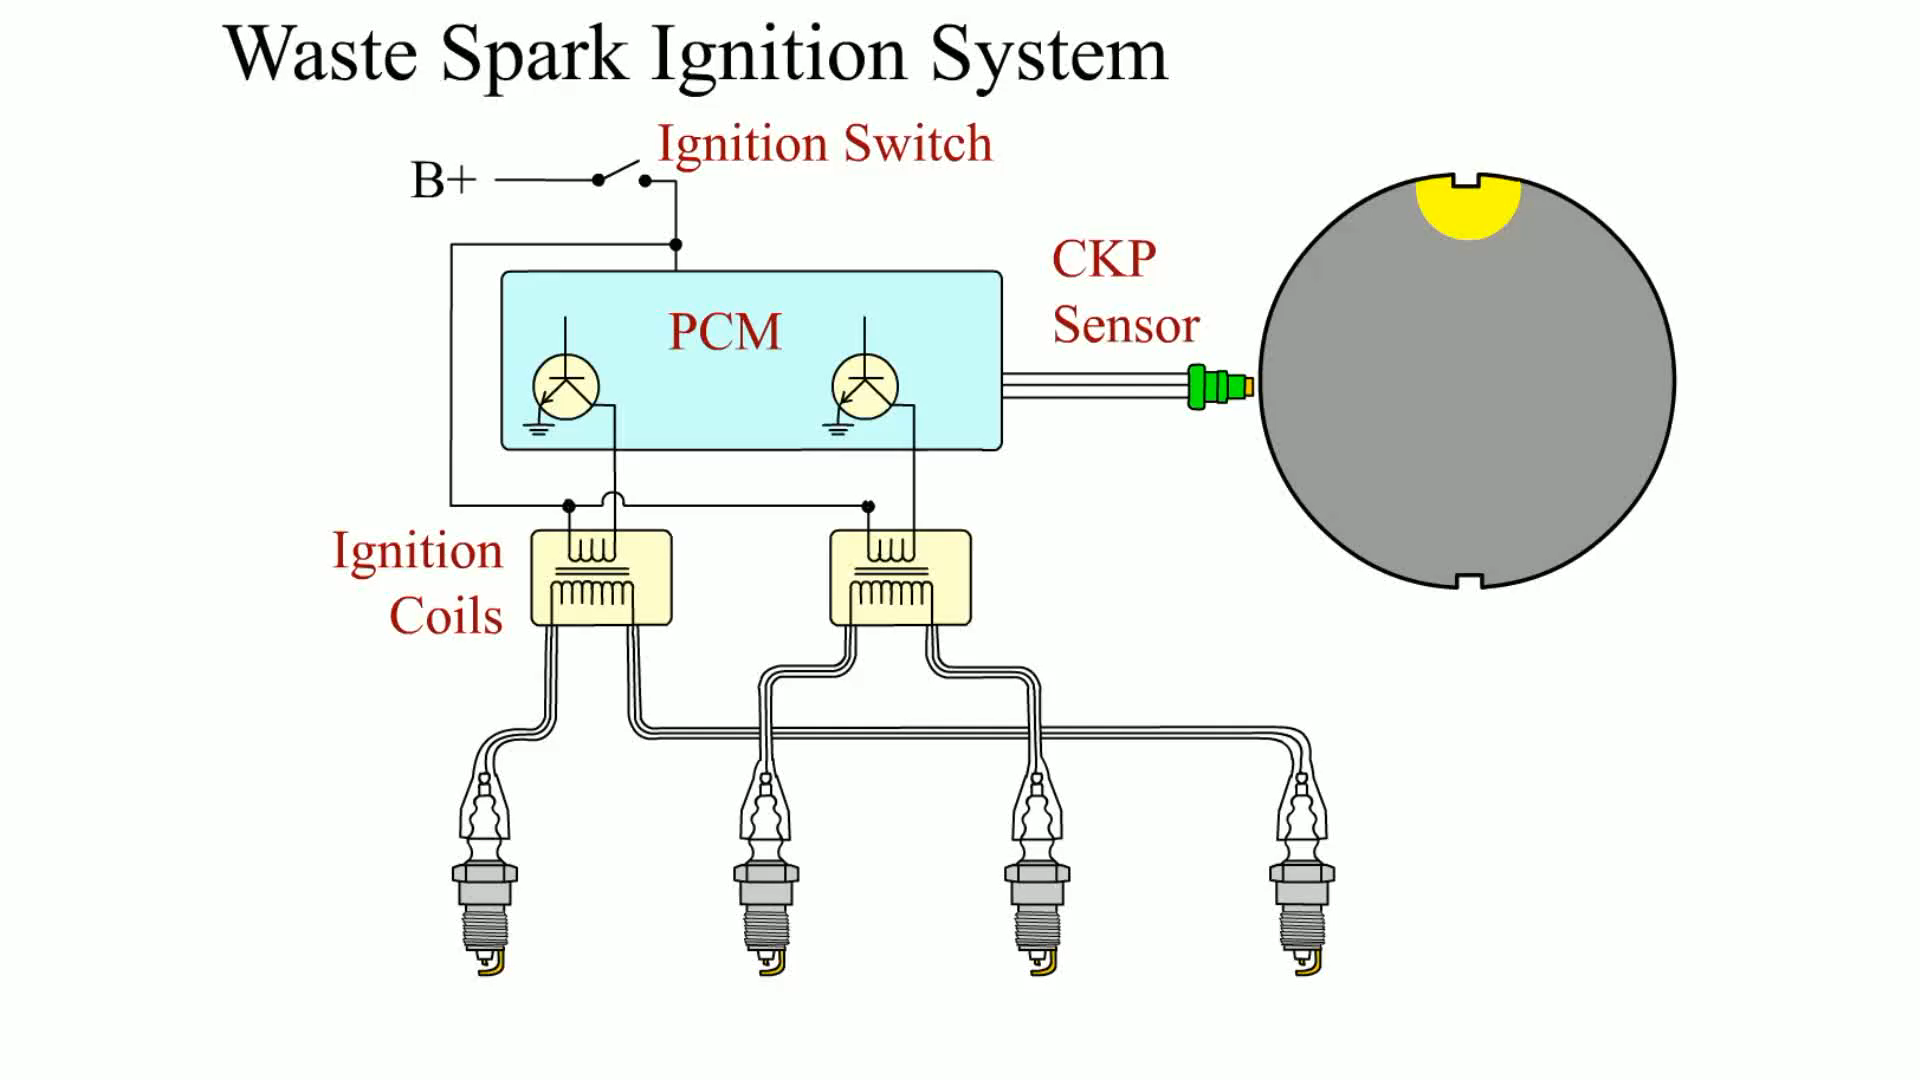 Waste Spark Ignition System
Ignition Switch
B+
CKP
Sensor
PCM
Ignition
Coils